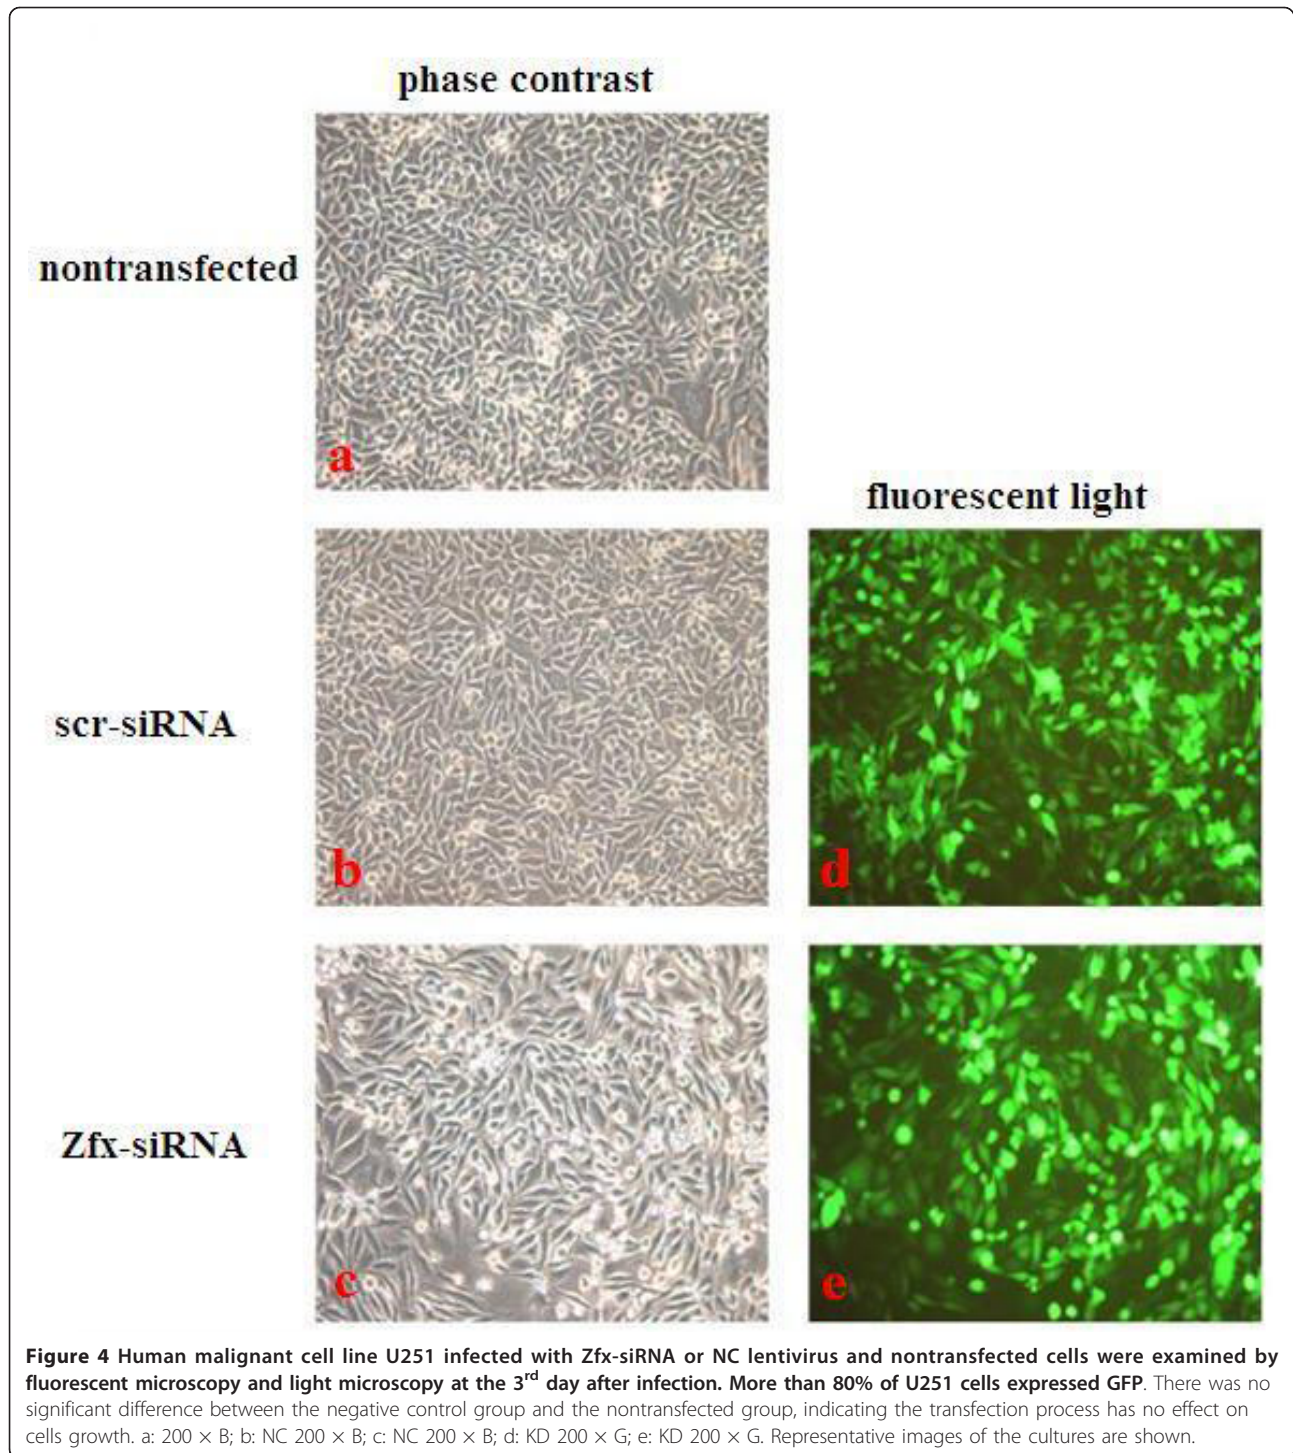 phase contrast
nontransfected
a
fluorescent light
scr-siRNA
b
d
Zfx-siRNA
c
e
Figure 4 Human malignant cell line U251 infected with Zfx-siRNA or NC lentivirus and nontransfected cells were examined by
fluorescent microscopy and light microscopy at the 3rd day after infection. More than 80% of U251 cells expressed GFP. There was no
significant difference between the negative control group and the nontransfected group, indicating the transfection process has no effect on
cells growth. a: 200 × B; b: NC 200 × B; c: NC 200 × B; d: KD 200 × G; e: KD 200 × G. Representative images of the cultures are shown.